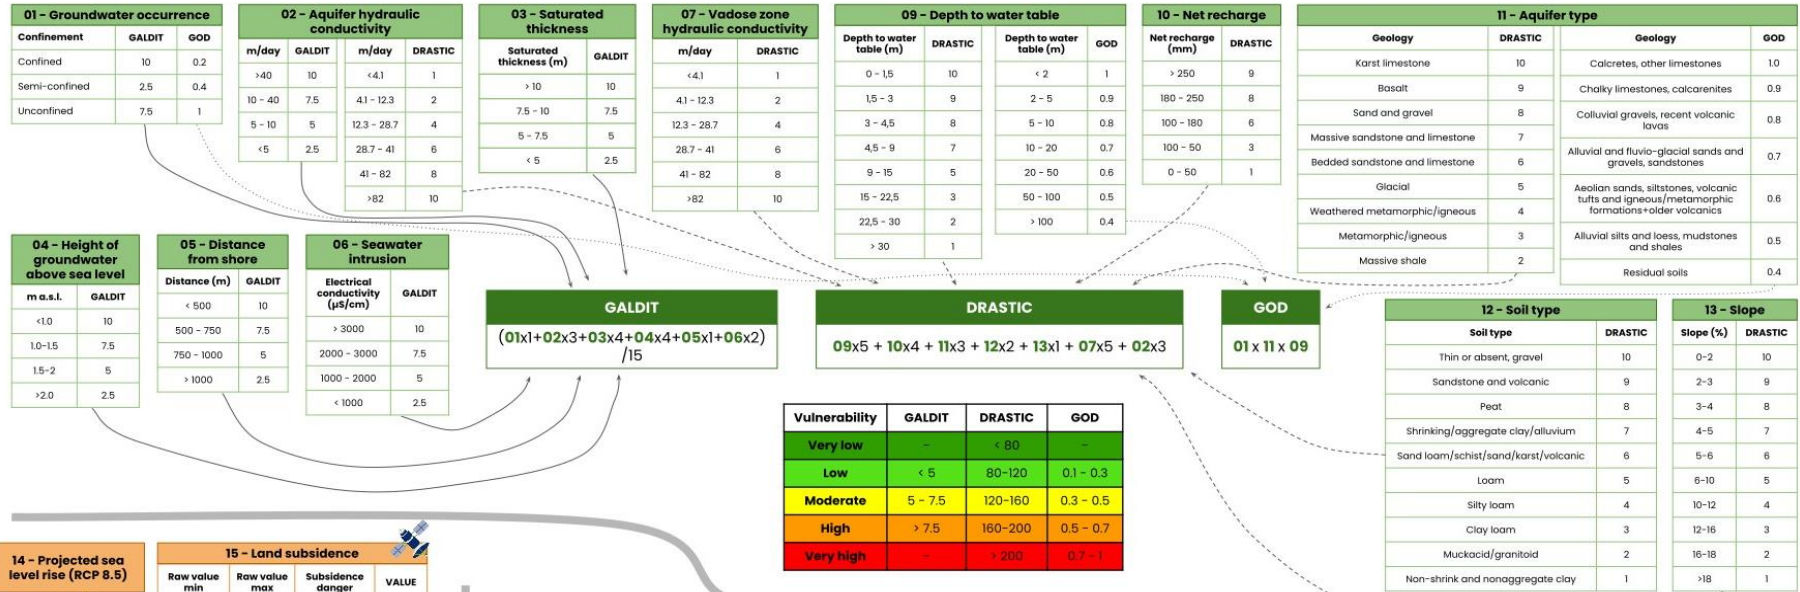 01 - Groundwater occurrence
Confinement GALDIT GOD
Confined 10 0.2
Semi-confined 2.5 0.4
Unconfined 7.5 1
02 - Aquifer hydraulic
conductivity
m/day GALDIT
>40 10
10 - 40 7.5
5 - 10 5
<5 2.5
m/day DRASTIC
<4.1 1
4.1 - 12.3 2
12.3 - 28.7 4
28.7 - 41 6
41 - 82 8
>82 10
03 - Saturated
thickness
Saturated
thickness (m) GALDIT
> 10 10
7.5 - 10 7.5
5 - 7.5 5
< 5 2.5
07 - Vadose zone
hydraulic conductivity
m/day DRASTIC
<4.1 1
4.1 - 12.3 2
12.3 - 28.7 4
28.7 - 41 6
41 - 82 8
>82 10
09 - Depth to water table
Depth to water
table (m) DRASTIC
0 - 1,5 10
1,5 - 3 9
3 - 4,5 8
4,5 - 9 7
9 - 15 5
15 - 22,5 3
22,5 - 30 2
> 30 1
Depth to water
table (m) GOD
< 2 1
2 - 5 0.9
5 - 10 0.8
10 - 20 0.7
20 - 50 0.6
50 - 100 0.5
> 100 0.4
10 - Net recharge
Net recharge
(mm) DRASTIC
> 250 9
180 - 250 8
100 - 180 6
100 - 50 3
0 - 50 1
11 - Aquifer type
Geology DRASTIC
Karst limestone 10
Basalt 9
Sand and gravel 8
Massive sandstone and limestone 7
Bedded sandstone and limestone 6
Glacial 5
Weathered metamorphic/igneous 4
Metamorphic/igneous 3
Massive shale 2
Geology GOD
Calcretes, other limestones 1.0
Chalky limestones, calcarenites 0.9
Colluvial gravels, recent volcanic
lavas 0.8
Alluvial and fluvio-glacial sands and
gravels, sandstones 0.7
Aeolian sands, siltstones, volcanic
tufts and igneous/metamorphic
formations+older volcanics 0.6
Alluvial silts and loess, mudstones
and shales 0.5
Residual soils 0.4
04 - Height of
groundwater
above sea level
m a.s.l. GALDIT
<1.0 10
1.0-1.5 7.5
1.5-2 5
>2.0 2.5
05 - Distance
from shore
Distance (m) GALDIT
< 500 10
500 - 750 7.5
750 - 1000 5
> 1000 2.5
06 - Seawater
intrusion
Electrical
conductivity
(µS/cm) GALDIT
> 3000 10
2000 - 3000 7.5
1000 - 2000 5
< 1000 2.5
GALDIT
(01x1+02x3+03x4+04x4+05x1+06x2)
/15
DRASTIC
09x5 + 10x4 + 11x3 + 12x2 + 13x1 + 07x5 + 02x3
GOD
01 x 11 x 09
12 - Soil type
Soil type DRASTIC
Thin or absent, gravel 10
Sandstone and volcanic 9
Peat 8
Shrinking/aggregate clay/alluvium 7
Sand loam/schist/sand/karst/volcanic 6
Loam 5
Silty loam 4
Clay loam 3
Muckacid/granitoid 2
Non-shrink and nonaggregate clay 1
13 - Slope
Slope (%) DRASTIC
0-2 10
2-3 9
3-4 8
4-5 7
5-6 6
6-10 5
10-12 4
12-16 3
16-18 2
>18 1
Vulnerability GALDIT DRASTIC GOD
Very low - < 80 -
Low < 5 80-120 0.1 - 0.3
Moderate 5 - 7.5 120-160 0.3 - 0.5
High > 7.5 160-200 0.5 - 0.7
Very high - > 200 0.7 - 1
14 - Projected sea
level rise (RCP 8.5)
15 - Land subsidence
Raw value
min
Raw value
max
Subsidence
danger
VALUE